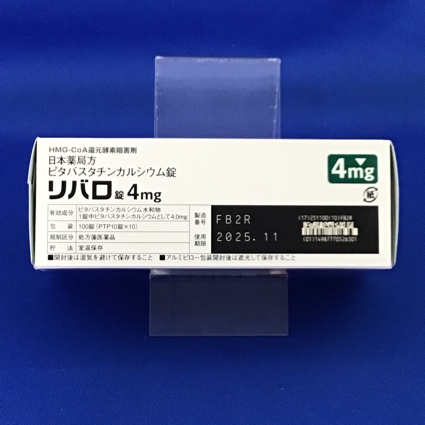 HMG-CoA還元酵素阻害剤
日本薬局方
ピタバスタチンカルシウム錠
リバロ錠4mg
4mg
紙
有効成分 ピタバスタチンカルシウム水和物
1錠中ピタバスタチンカルシウムとして4.0mg
包装 100錠(PTP10錠×10)
規制区分 処方箋医薬品
貯法 室温保存
製造番号 FB2R
使用期限 2025.11
(17)251100(10)FB2R
(01)14987770526301
■開封後は湿気を避けて保存すること ■アルミピロー包装開封後は遮光して保存すること